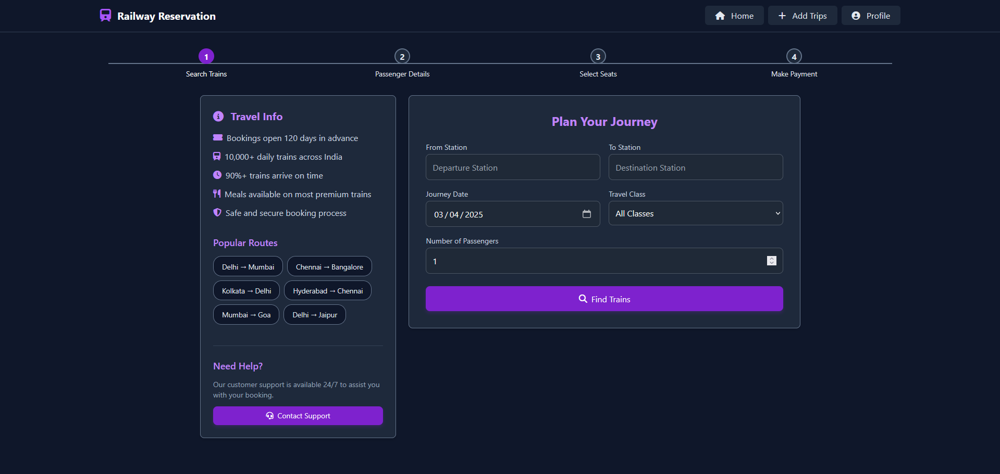 Railway Reservation
Home
Add Trips
Profile
1
2
3
4
Search Trains
Passenger Details
Select Seats
Make Payment
Travel Info
Bookings open 120 days in advance
10,000+ daily trains across India
90%+ trains arrive on time
Meals available on most premium trains
Safe and secure booking process
Popular Routes
Delhi → Mumbai
Chennai → Bangalore
Kolkata → Delhi
Hyderabad → Chennai
Mumbai → Goa
Delhi → Jaipur
Need Help?
Our customer support is available 24/7 to assist you
with your booking.
Contact Support
Plan Your Journey
From Station
To Station
Departure Station
Destination Station
Journey Date
Travel Class
03/04/2025
All Classes
Number of Passengers
1
Find Trains